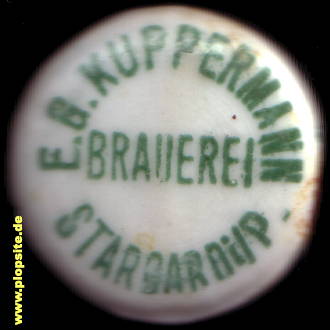 E. G. KUPPERMANN
BRAUEREI
STARGARD i/P.
www.plopsite.de